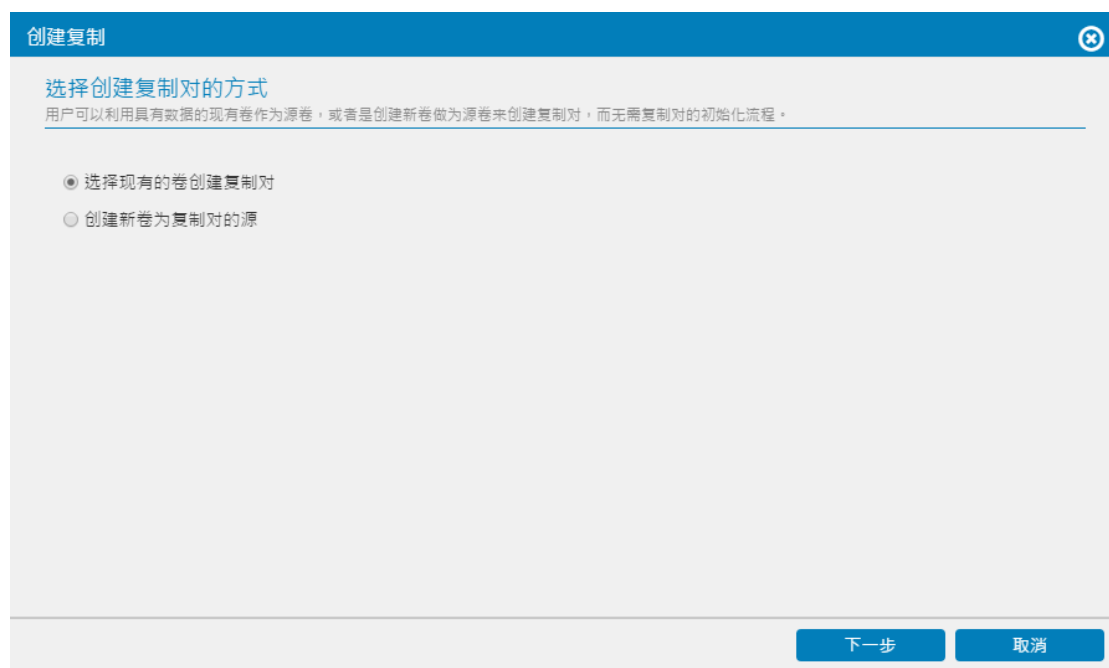 创建复制
选择创建复制对的方式
用户可以利用具有数据的现有卷作为源卷，或者是创建新卷做为源卷来创建复制对，而无需复制对的初始化流程。
选择现有的卷创建复制对
创建新卷为复制对的源
下一步
取消